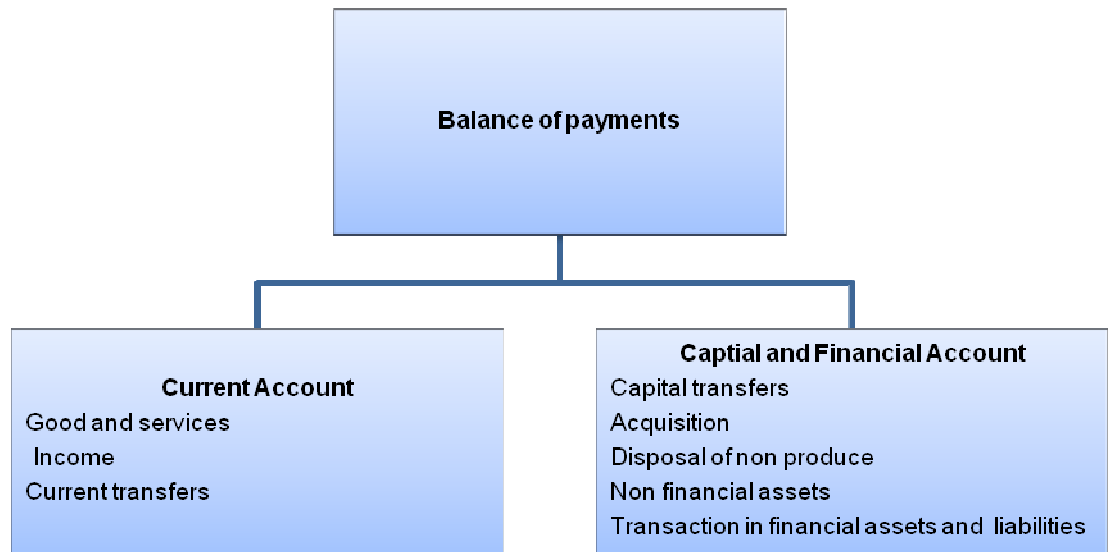 Balance of payments
Current Account
Good and services
Income
Current transfers
Captial and Financial Account
Capital transfers
Acquisition
Disposal of non produce
Non financial assets
Transaction in financial assets and liabilities